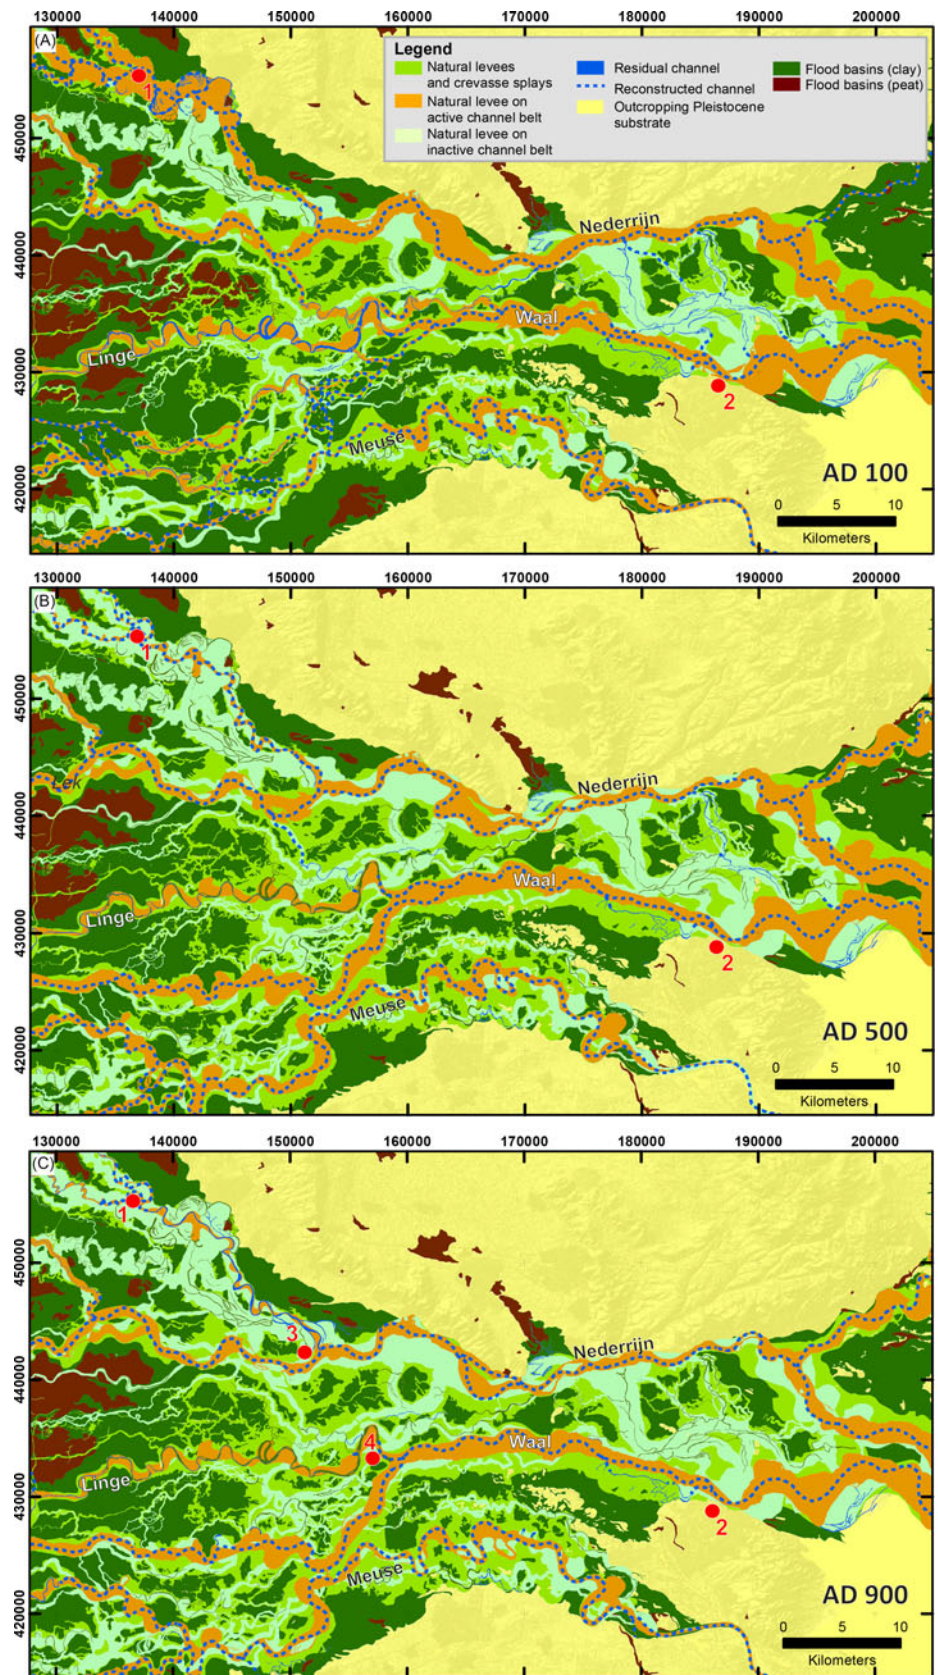 130000 140000 150000 160000 170000 180000 190000 200000
(A)
Legend
Natural levees
and crevasse splays
Natural levee on
active channel belt
Natural levee on
inactive channel belt
Residual channel
Reconstructed channel
Outcropping Pleistocene
substrate
Flood basins (clay)
Flood basins (peat)
1
450000
Nederrijn
440000
Waal
Linge
430000
2
Meuse
AD 100
420000
0 10
Kilometers
130000 140000 150000 160000 170000 180000 190000 200000
(B)
1
450000
Nederrijn
Lek
440000
Waal
Linge
430000
2
Meuse
AD 500
420000
0 10
Kilometers
130000 140000 150000 160000 170000 180000 190000 200000
(C)
1
450000
3
Nederrijn
440000
4
Waal
Linge
430000
2
Meuse
AD 900
420000
0 10
Kilometers